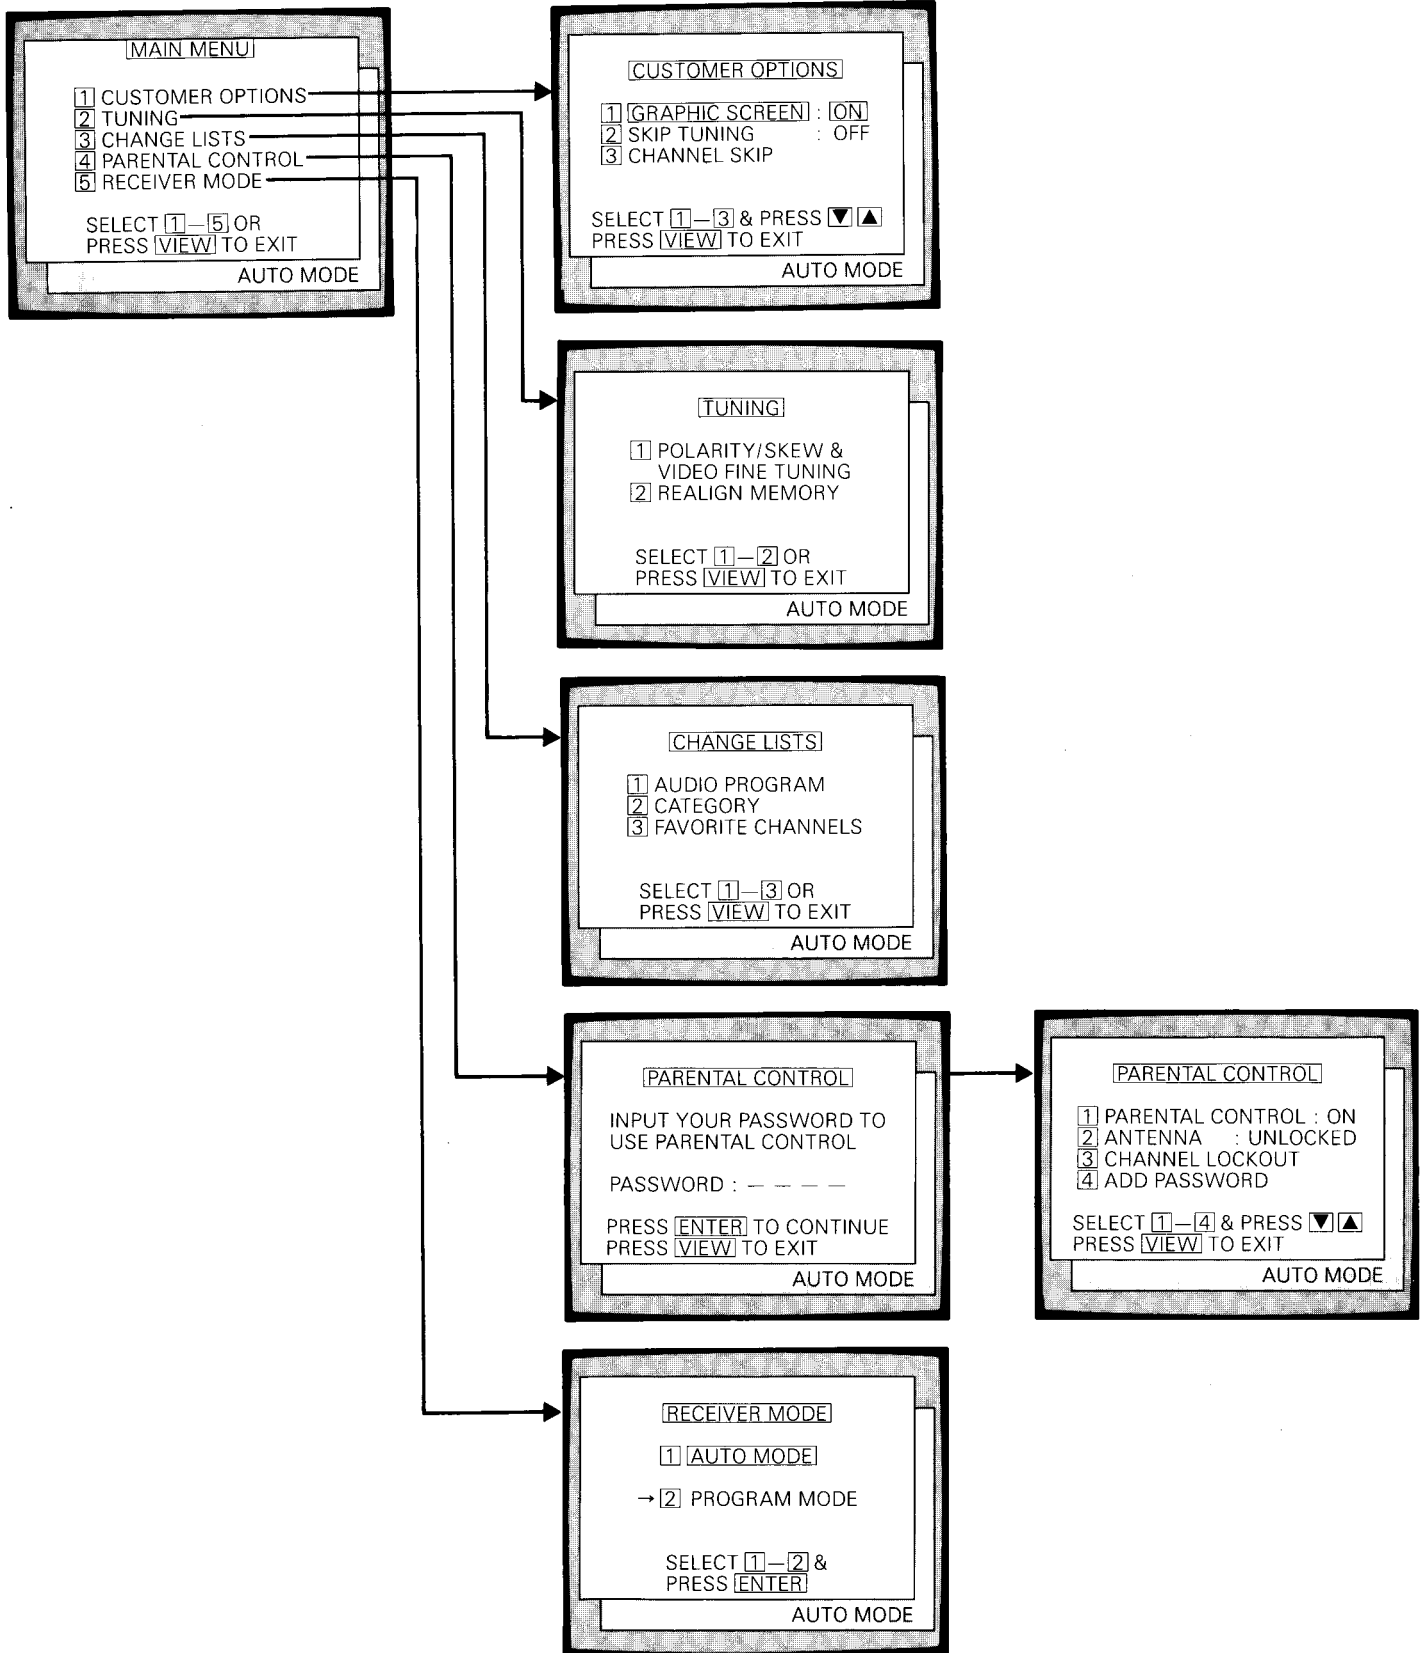 MAIN MENU
1 CUSTOMER OPTIONS
2 TUNING
3 CHANGE LISTS
4 PARENTAL CONTROL
5 RECEIVER MODE
SELECT 1—5 OR
PRESS VIEW TO EXIT
AUTO MODE
CUSTOMER OPTIONS
1 GRAPHIC SCREEN : ON
2 SKIP TUNING : OFF
3 CHANNEL SKIP
SELECT 1—3 & PRESS ▼ ▲
PRESS VIEW TO EXIT
AUTO MODE
TUNING
1 POLARITY/SKEW &
VIDEO FINE TUNING
2 REALIGN MEMORY
SELECT 1—2 OR
PRESS VIEW TO EXIT
AUTO MODE
CHANGE LISTS
1 AUDIO PROGRAM
2 CATEGORY
3 FAVORITE CHANNELS
SELECT 1—3 OR
PRESS VIEW TO EXIT
AUTO MODE
PARENTAL CONTROL
INPUT YOUR PASSWORD TO
USE PARENTAL CONTROL
PASSWORD : — — — —
PRESS ENTER TO CONTINUE
PRESS VIEW TO EXIT
AUTO MODE
PARENTAL CONTROL
1 PARENTAL CONTROL : ON
2 ANTENNA : UNLOCKED
3 CHANNEL LOCKOUT
4 ADD PASSWORD
SELECT 1—4 & PRESS ▼ ▲
PRESS VIEW TO EXIT
AUTO MODE
RECEIVER MODE
1 AUTO MODE
→ 2 PROGRAM MODE
SELECT 1—2 &
PRESS ENTER
AUTO MODE